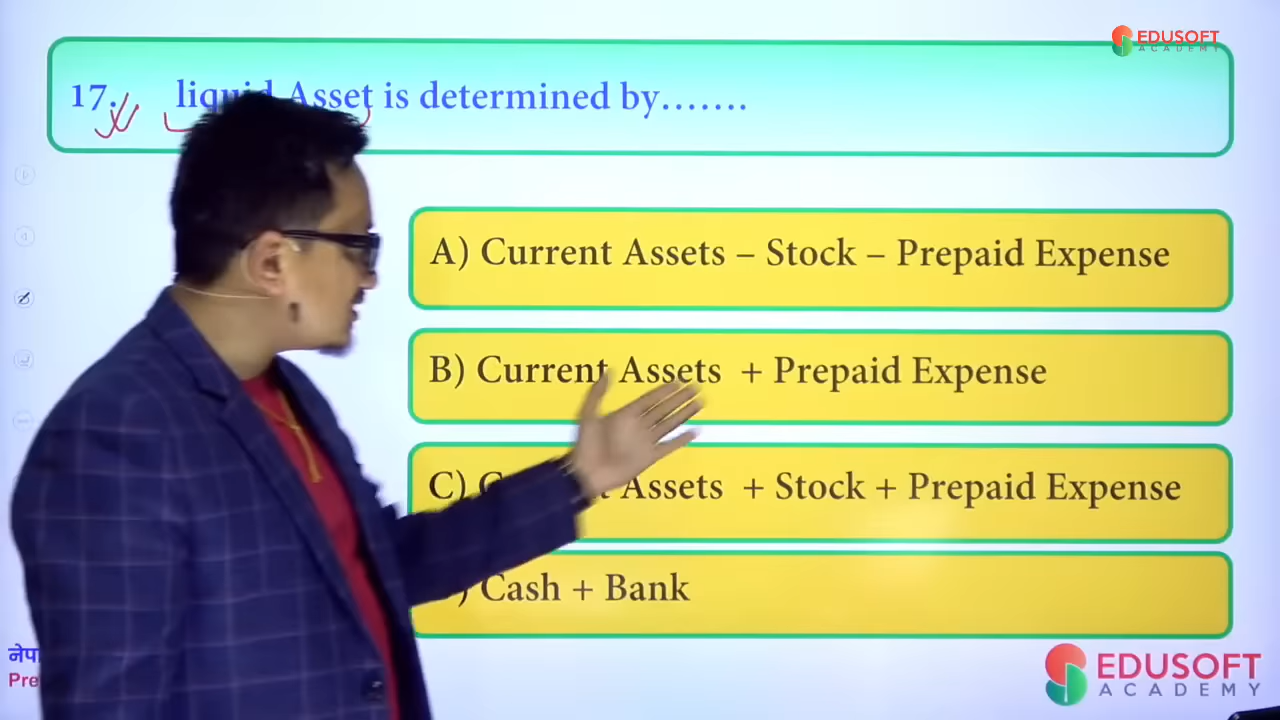 EDUSOFT
ACADEMY
17. liquid Asset is determined by…….
A) Current Assets – Stock – Prepaid Expense
B) Current Assets + Prepaid Expense
C) Assets + Stock + Prepaid Expense
) Cash + Bank
नेपा
Pre
EDUSOFT
ACADEMY